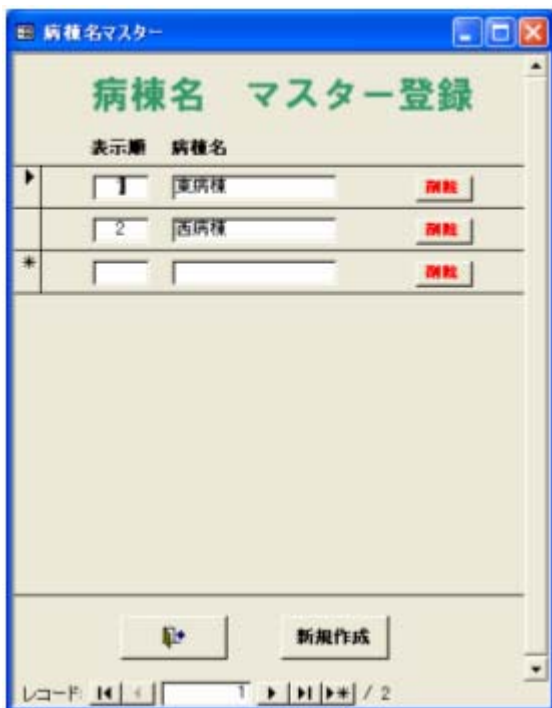 病棟名マスター
病棟名 マスター登録
表示順 病棟名
1 東病棟 削除
2 西病棟 削除
削除
新規作成
レコード: 1 / 2